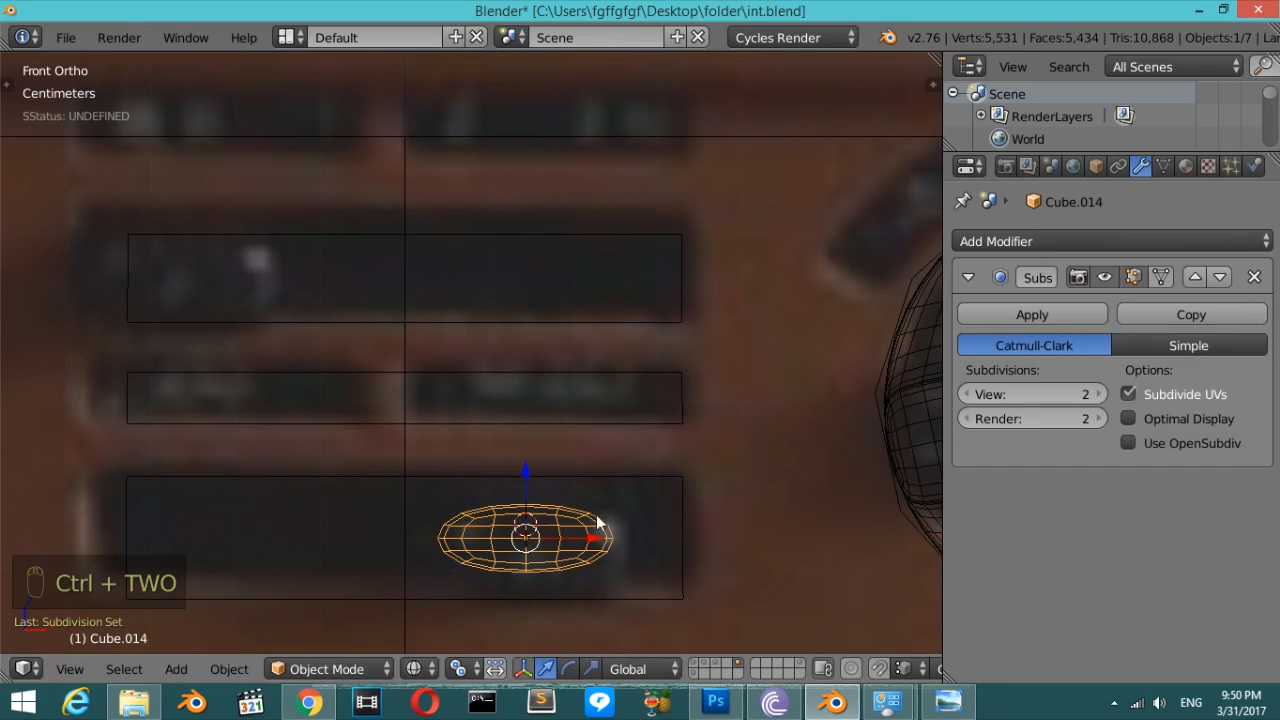 Blender* [C:\Users\fgffgfgf\Desktop\folder\int.blend]
File Render Window Help Default Scene Cycles Render v2.76 | Verts:5,531 | Faces:5,434 | Tris:10,868 | Objects:1/7 | Lar
Front Ortho
Centimeters
SStatus: UNDEFINED
View Search All Scenes
Scene
RenderLayers
World
Cube.014
Add Modifier
Subs
Apply Copy
Catmull-Clark Simple
Subdivisions: Options:
View: 2 Subdivide UVs
Render: 2 Optimal Display
Use OpenSubdiv
Ctrl + TWO
Last: Subdivision Set
(1) Cube.014
View Select Add Object Object Mode Global
31
Ps
ENG
9:50 PM
3/31/2017